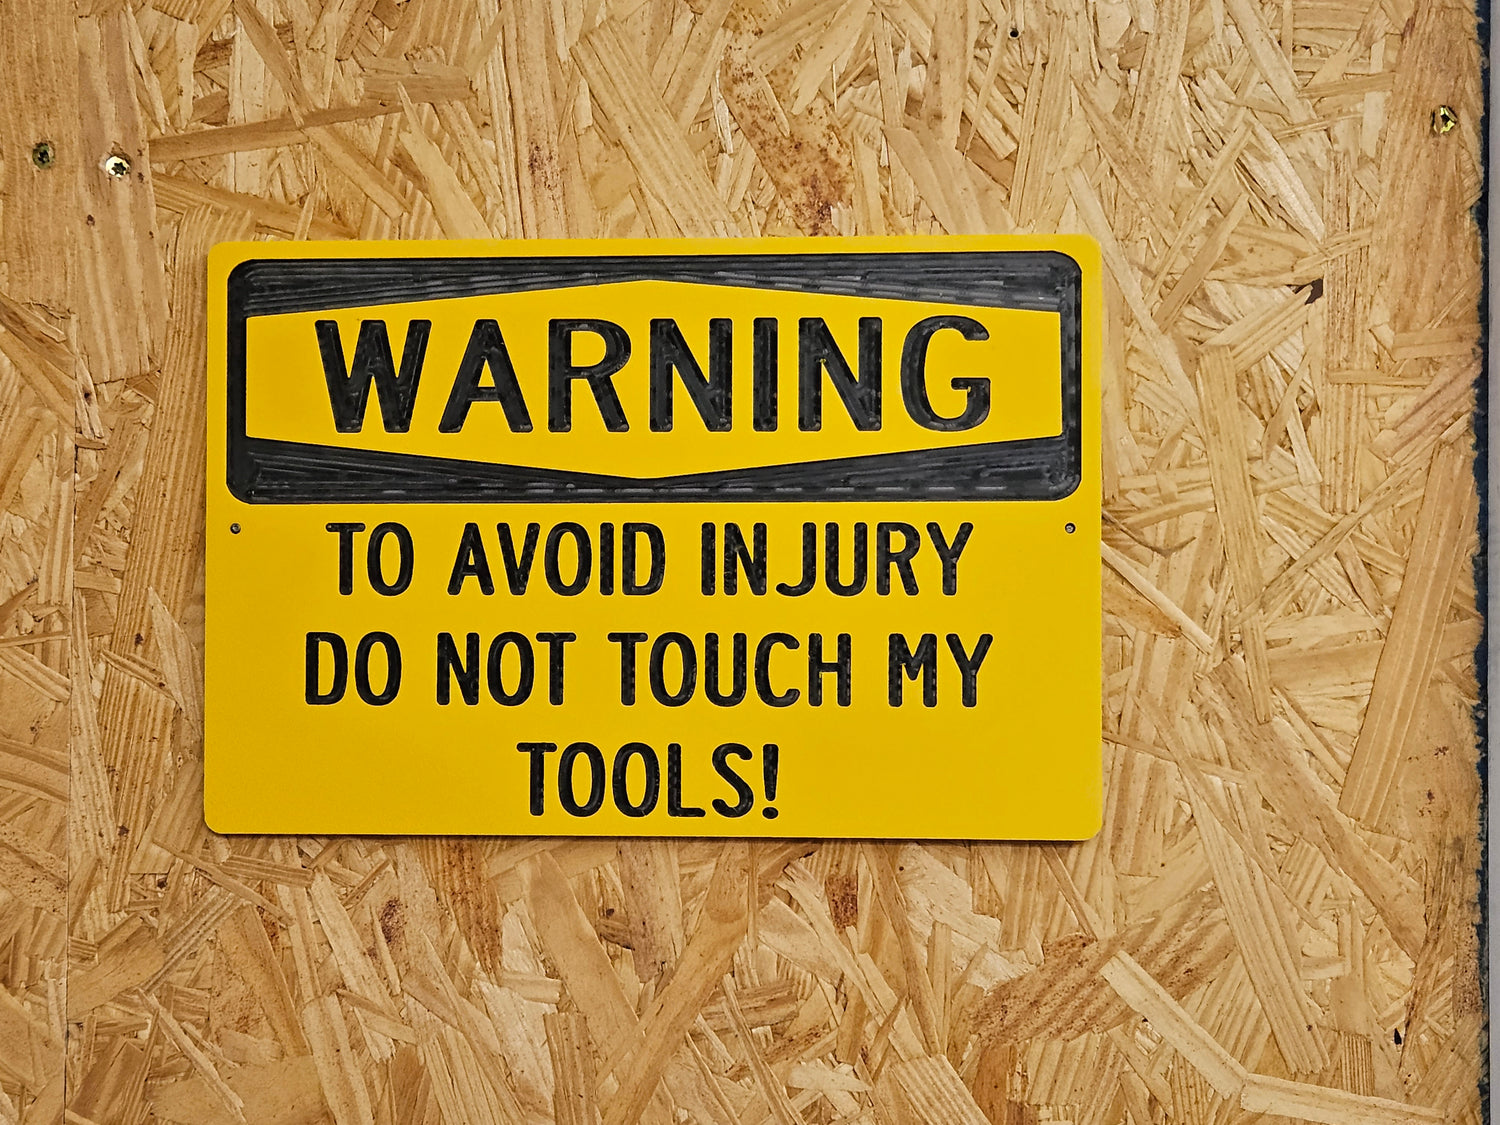 WARNING
TO AVOID INJURY
DO NOT TOUCH MY
TOOLS!